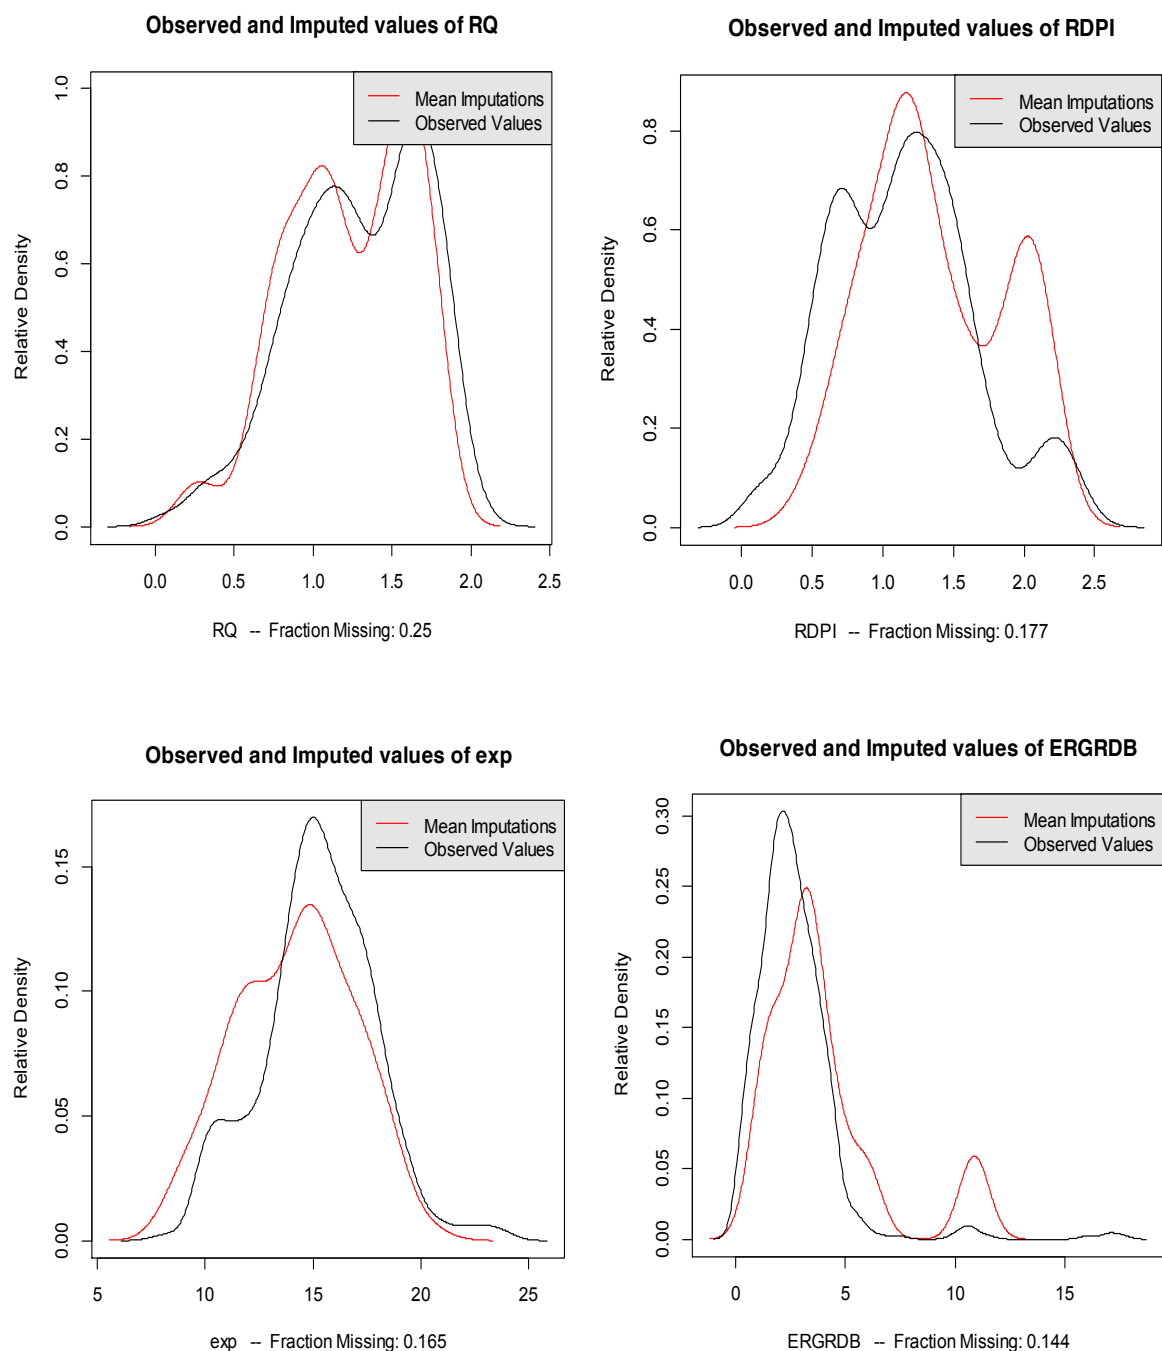 Observed and Imputed values of RQ
Mean Imputations
Observed Values
Relative Density
0.0 0.2 0.4 0.6 0.8 1.0
0.0 0.5 1.0 1.5 2.0 2.5
RQ -- Fraction Missing: 0.25
Observed and Imputed values of RDPI
Mean Imputations
Observed Values
Relative Density
0.0 0.2 0.4 0.6 0.8
0.0 0.5 1.0 1.5 2.0 2.5
RDPI -- Fraction Missing: 0.177
Observed and Imputed values of exp
Mean Imputations
Observed Values
Relative Density
0.00 0.05 0.10 0.15
5 10 15 20 25
exp -- Fraction Missing: 0.165
Observed and Imputed values of ERGRDB
Mean Imputations
Observed Values
Relative Density
0.00 0.05 0.10 0.15 0.20 0.25 0.30
0 5 10 15
ERGRDB -- Fraction Missing: 0.144